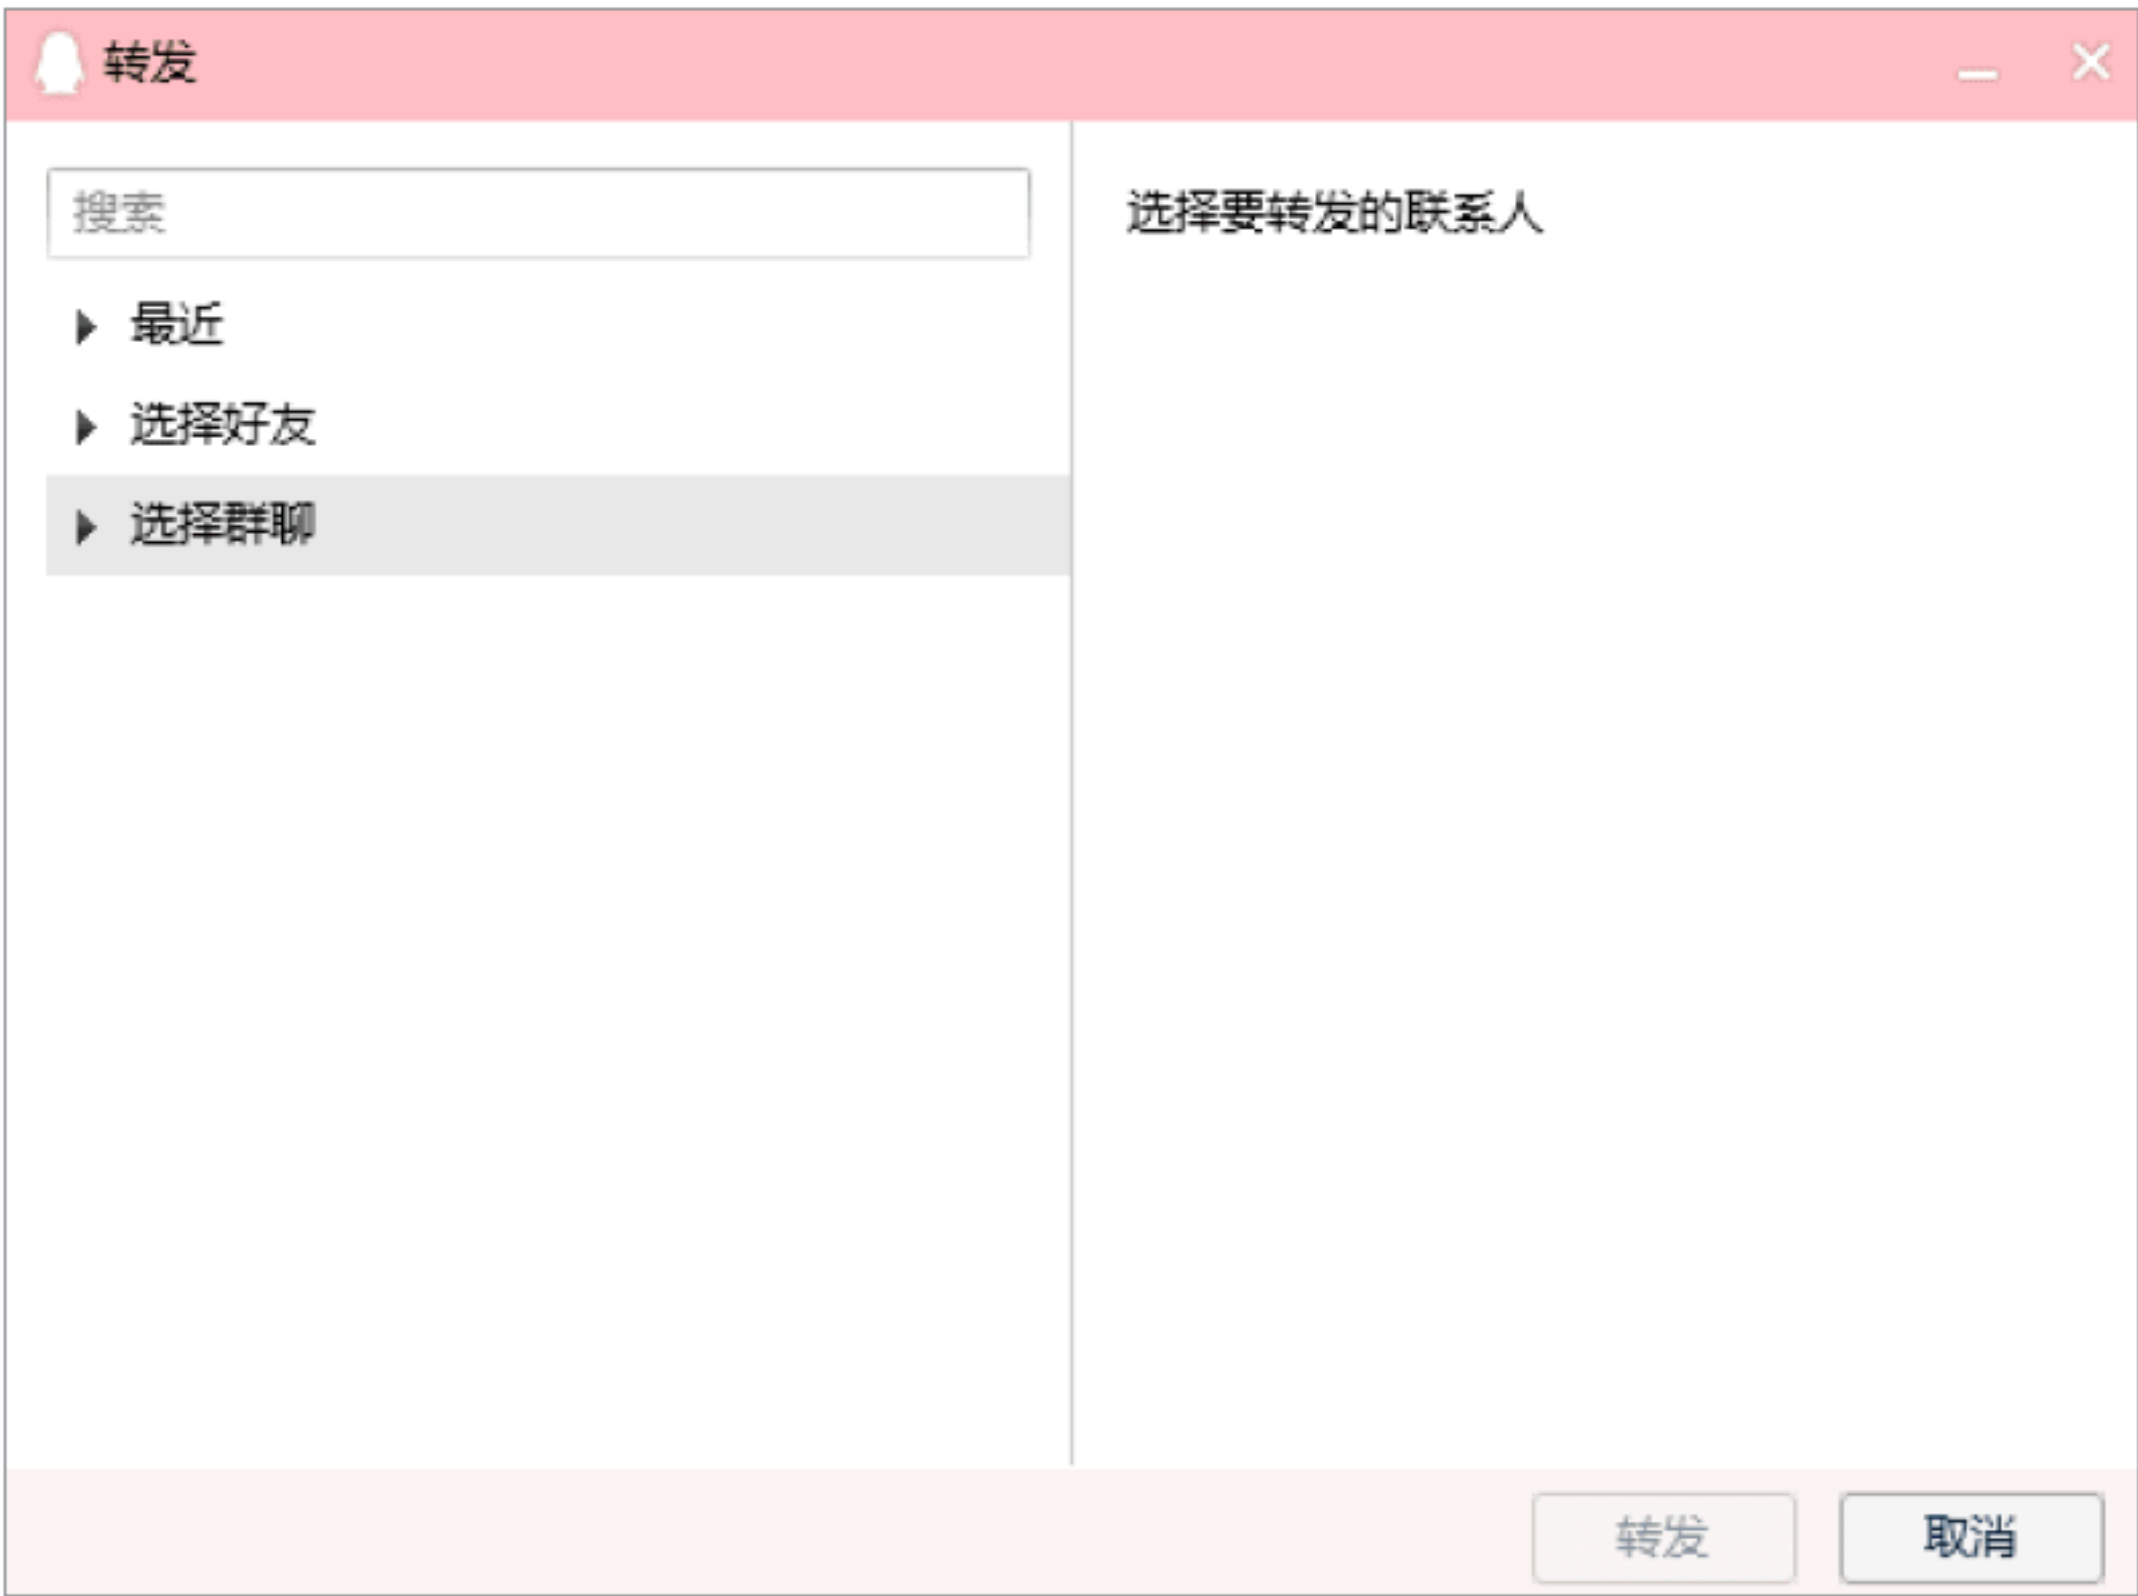 转发
搜索
最近
选择好友
选择群聊
选择要转发的联系人
转发
取消